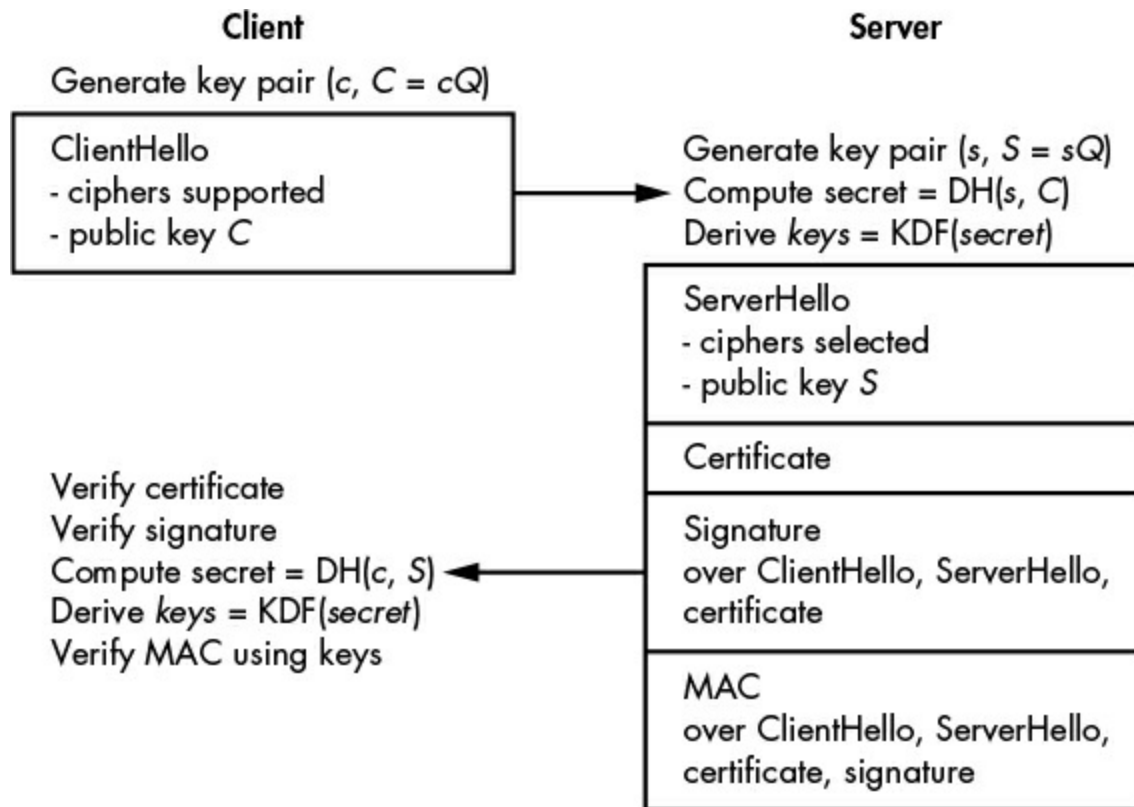 Client
Server
Generate key pair (c, C = cQ)
ClientHello
- ciphers supported
- public key C
Generate key pair (s, S = sQ)
Compute secret = DH(s, C)
Derive keys = KDF(secret)
ServerHello
- ciphers selected
- public key S
Certificate
Signature
over ClientHello, ServerHello,
certificate
MAC
over ClientHello, ServerHello,
certificate, signature
Verify certificate
Verify signature
Compute secret = DH(c, S)
Derive keys = KDF(secret)
Verify MAC using keys